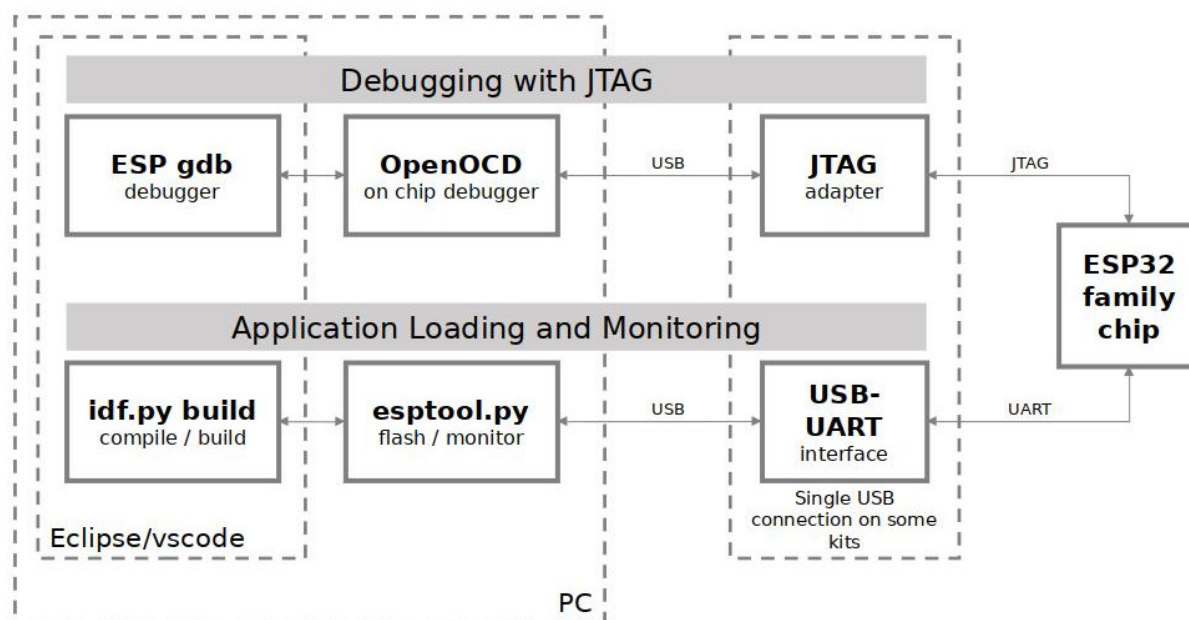 Debugging with JTAG
ESP gdb
debugger
OpenOCD
on chip debugger
USB
JTAG
adapter
JTAG
ESP32
family
chip
Application Loading and Monitoring
idf.py build
compile / build
esptool.py
flash / monitor
USB
USB-
UART
interface
UART
Single USB
connection on some
kits
Eclipse/vscode
PC